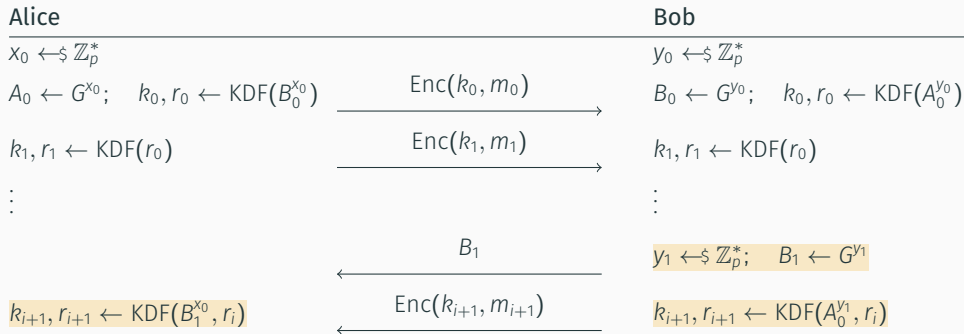 Alice Bob
x₀ ←$ ℤₚ* y₀ ←$ ℤₚ*
A₀ ← G^{x₀}; k₀, r₀ ← KDF(B₀^{x₀}) Enc(k₀, m₀) B₀ ← G^{y₀}; k₀, r₀ ← KDF(A₀^{y₀})
k₁, r₁ ← KDF(r₀) Enc(k₁, m₁) k₁, r₁ ← KDF(r₀)
⋮ ⋮
B₁ y₁ ←$ ℤₚ*; B₁ ← G^{y₁}
k_{i+1}, r_{i+1} ← KDF(B₁^{x₀}, r_i) Enc(k_{i+1}, m_{i+1}) k_{i+1}, r_{i+1} ← KDF(A₀^{y₁}, r_i)